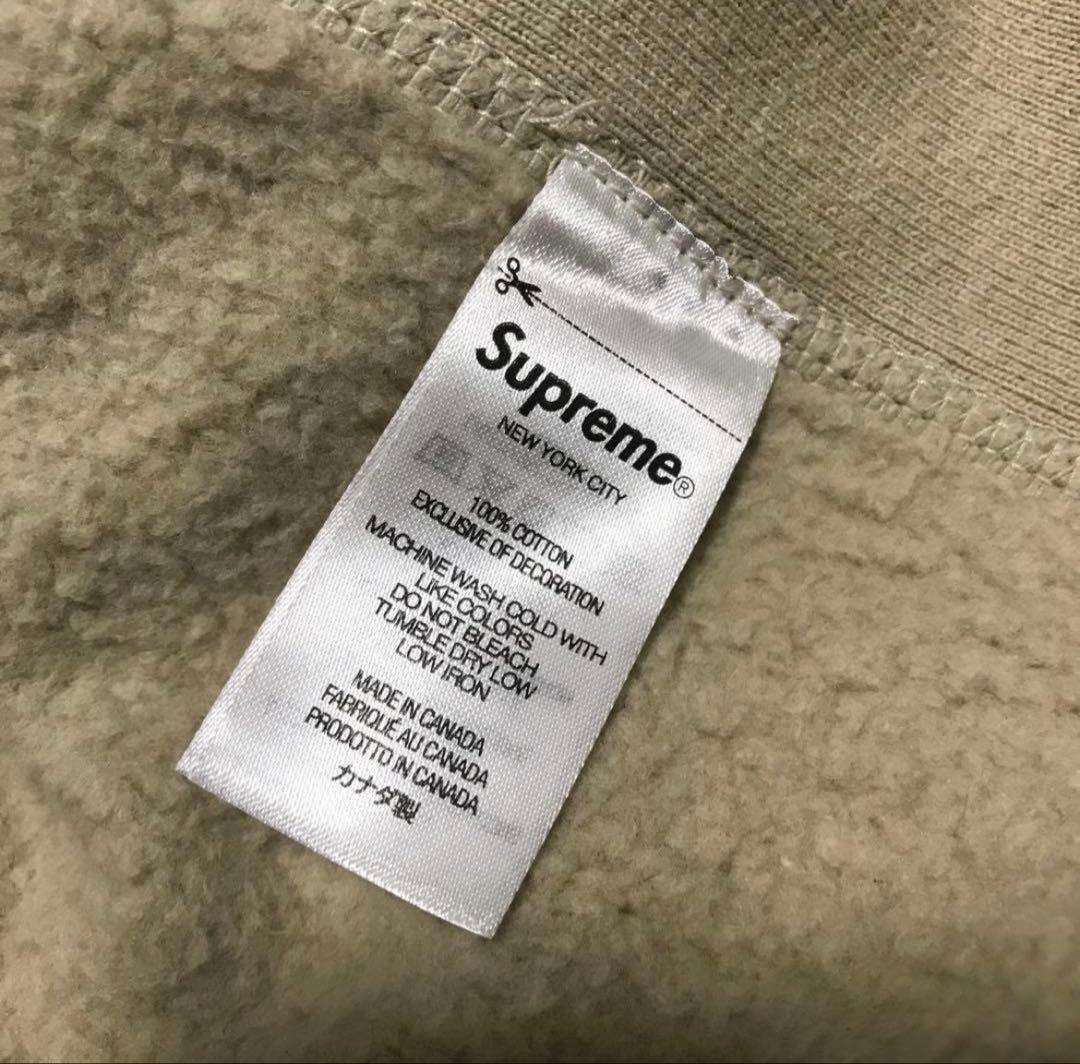 Supreme®
NEW YORK CITY
100% COTTON
EXCLUSIVE OF DECORATION
MACHINE WASH COLD WITH
LIKE COLORS
DO NOT BLEACH
TUMBLE DRY LOW
LOW IRON
MADE IN CANADA
FABRIQUÉ AU CANADA
PRODOTTO IN CANADA
カナダ製